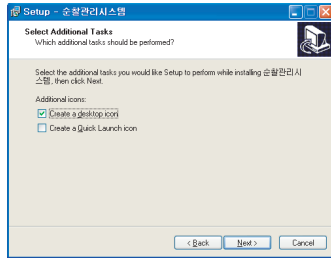 Setup - 순찰관리시스템
Select Additional Tasks
Which additional tasks should be performed?
Select the additional tasks you would like Setup to perform while installing 순찰관리시
스템, then click Next.
Additional icons:
Create a desktop icon
Create a Quick Launch icon
< Back
Next >
Cancel